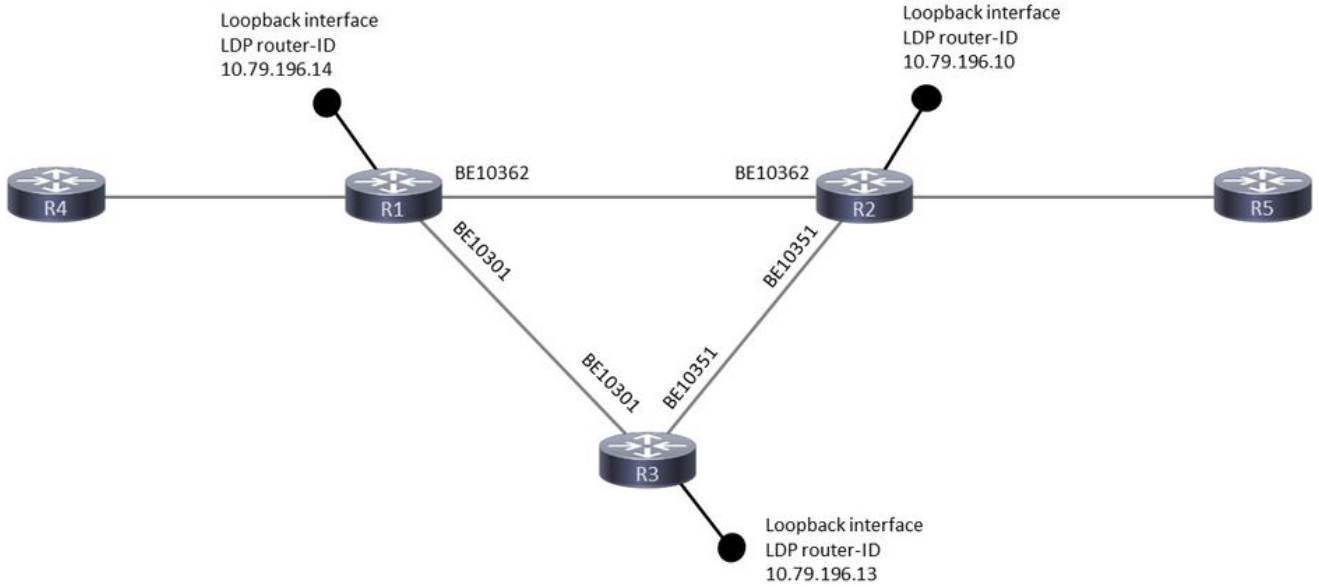 Loopback interface
LDP router-ID
10.79.196.14
Loopback interface
LDP router-ID
10.79.196.10
BE10362
BE10362
R4
R1
R2
R5
BE10301
BE10351
BE10301
BE10351
R3
Loopback interface
LDP router-ID
10.79.196.13